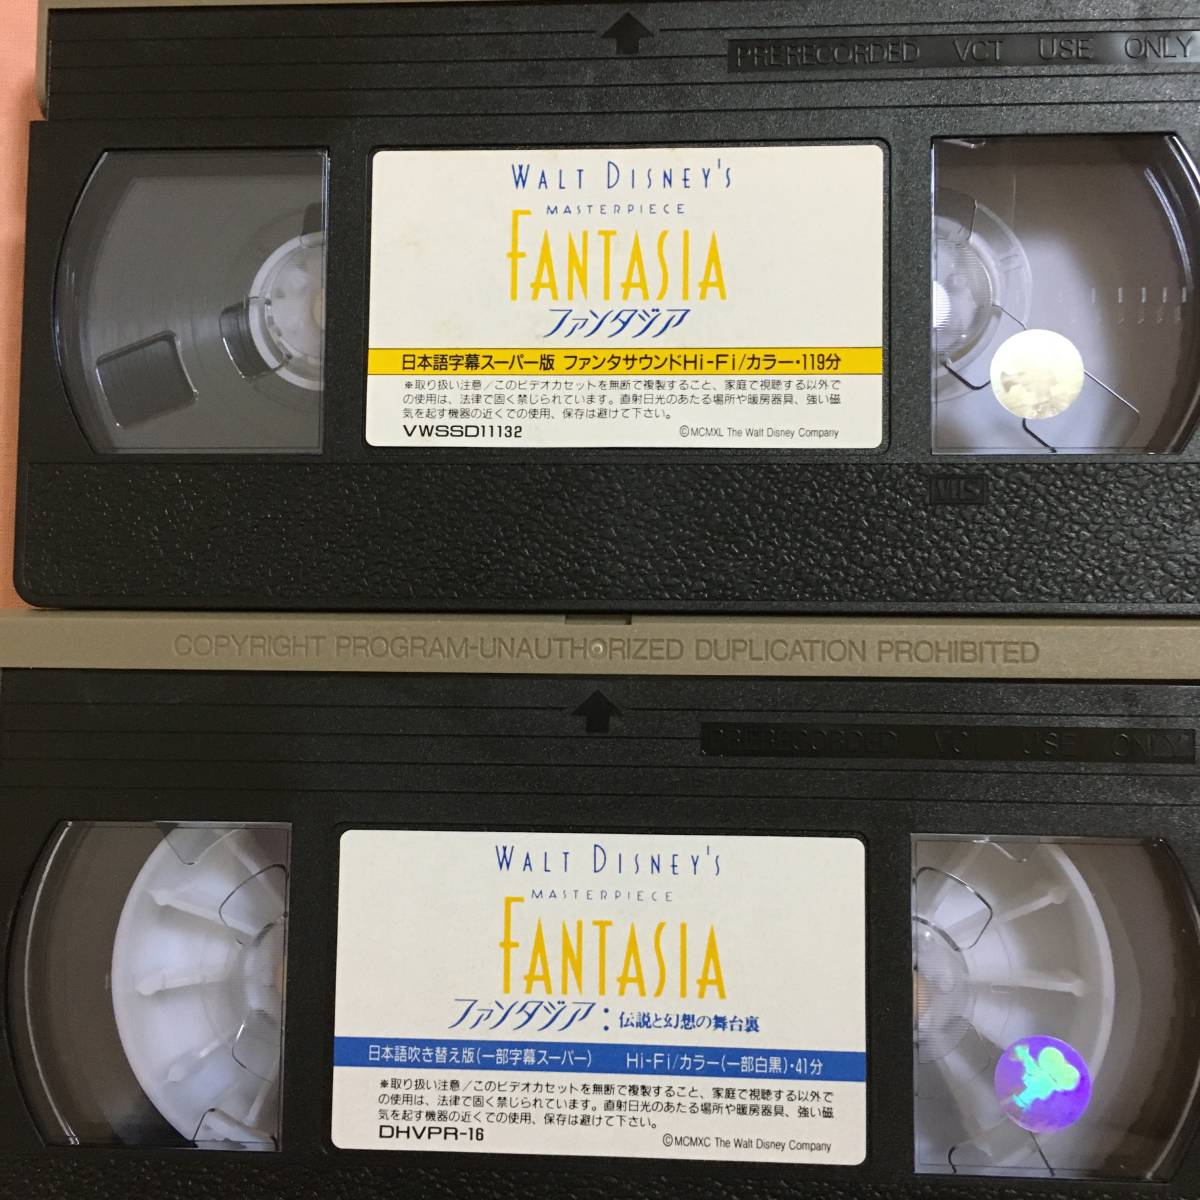 PRERECORDED VCT USE ONLY
WALT DISNEY'S
MASTERPIECE
FANTASIA
ファンタジア
日本語字幕スーパー版 ファンタサウンドHi-Fi/カラー・119分
※取り扱い注意／このビデオカセットを無断で複製すること、家庭で視聴する以外で
の使用は、法律で固く禁じられています。直射日光のあたる場所や暖房器具、強い磁
気を起す機器の近くでの使用、保存は避けて下さい。
VWSSD11132
©MCMXL The Walt Disney Company
VHS
COPYRIGHT PROGRAM-UNAUTHORIZED DUPLICATION PROHIBITED
PRERECORDED VCT USE ONLY
WALT DISNEY'S
MASTERPIECE
FANTASIA
ファンタジア：伝説と幻想の舞台裏
日本語吹き替え版(一部字幕スーパー) Hi-Fi/カラー(一部白黒)・41分
※取り扱い注意／このビデオカセットを無断で複製すること、家庭で視聴する以外で
の使用は、法律で固く禁じられています。直射日光のあたる場所や暖房器具、強い磁
気を起す機器の近くでの使用、保存は避けて下さい。
DHVPR-16
©MCMXC The Walt Disney Company